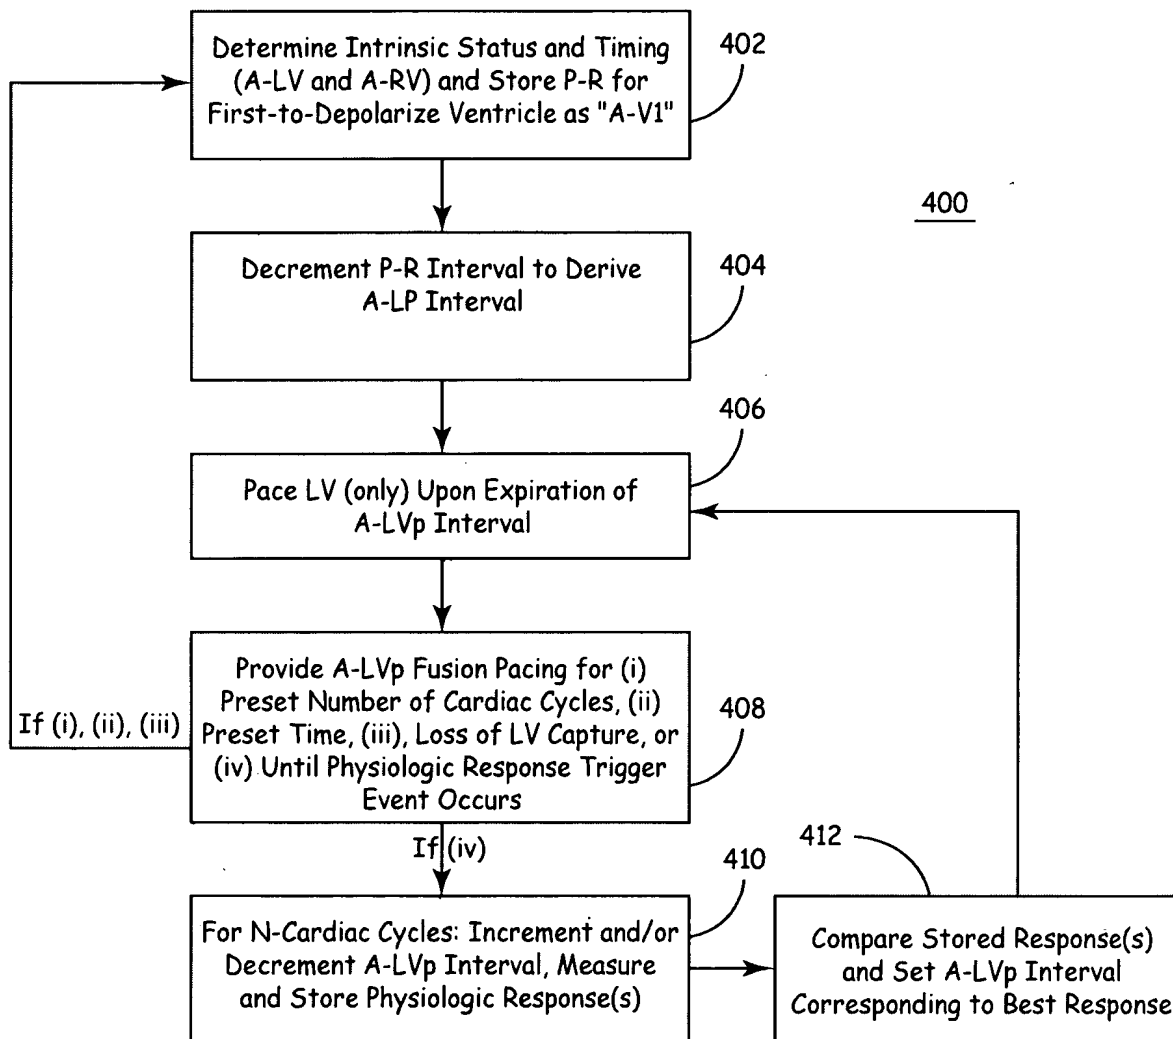 Determine Intrinsic Status and Timing
(A-LV and A-RV) and Store P-R for
First-to-Depolarize Ventricle as "A-V1"
402
400
Decrement P-R Interval to Derive
A-LP Interval
404
406
Pace LV (only) Upon Expiration of
A-LVp Interval
Provide A-LVp Fusion Pacing for (i)
Preset Number of Cardiac Cycles, (ii)
Preset Time, (iii), Loss of LV Capture, or
(iv) Until Physiologic Response Trigger
Event Occurs
408
If (i), (ii), (iii)
If (iv)
410
412
For N-Cardiac Cycles: Increment and/or
Decrement A-LVp Interval, Measure
and Store Physiologic Response(s)
Compare Stored Response(s)
and Set A-LVp Interval
Corresponding to Best Response